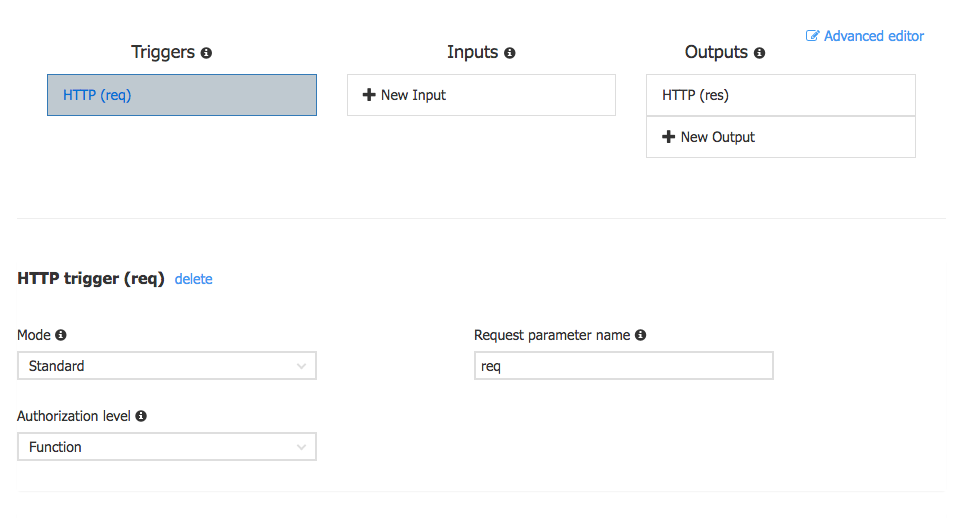 Advanced editor
Triggers
Inputs
Outputs
HTTP (req)
New Input
HTTP (res)
New Output
HTTP trigger (req) delete
Mode
Request parameter name
Standard
req
Authorization level
Function